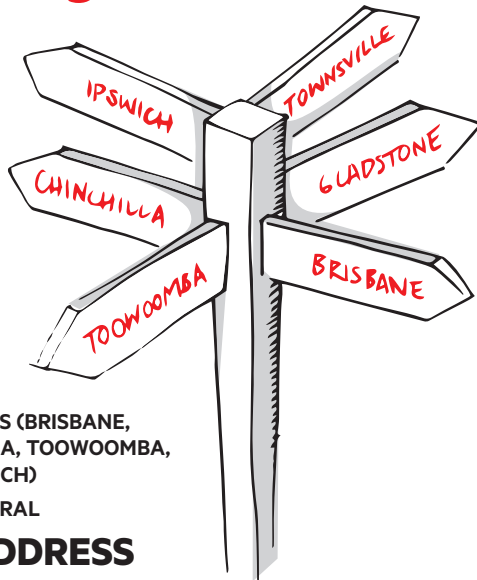 IPSWICH
TOWNSVILLE
CHINCHILLA
GLADSTONE
TOOWOOMBA
BRISBANE
S (BRISBANE,
A, TOOWOOMBA,
CH)
RAL
DDRESS